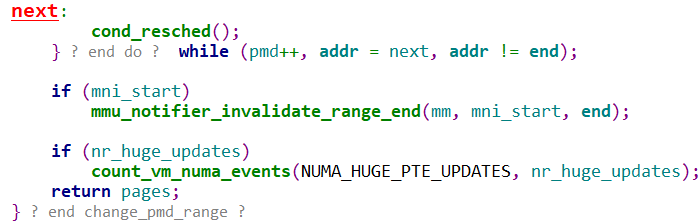 next:
cond_resched();
} ? end do ? while (pmd++, addr = next, addr != end);
if (mni_start)
mmu_notifier_invalidate_range_end(mm, mni_start, end);
if (nr_huge_updates)
count_vm_numa_events(NUMA_HUGE_PTE_UPDATES, nr_huge_updates);
return pages;
} ? end change_pmd_range ?